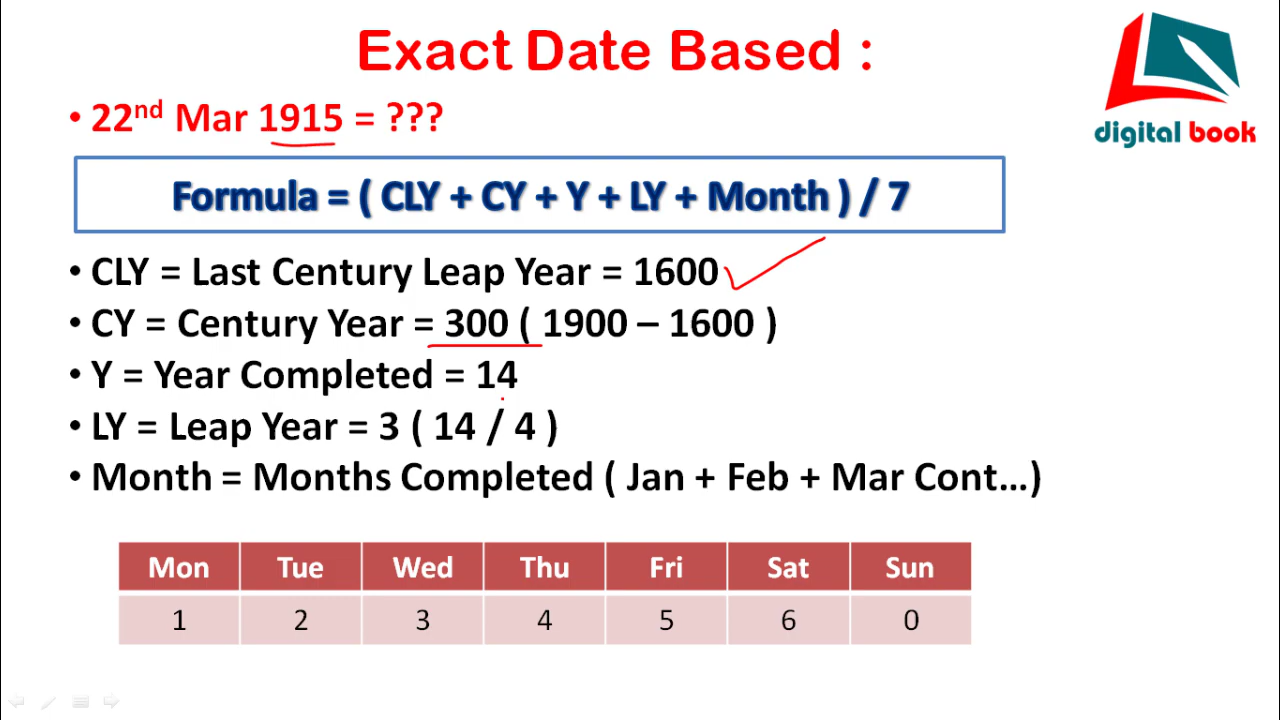 Exact Date Based :
digital book
• 22nd Mar 1915 = ???
Formula = ( CLY + CY + Y + LY + Month ) / 7
• CLY = Last Century Leap Year = 1600
• CY = Century Year = 300 ( 1900 – 1600 )
• Y = Year Completed = 14
• LY = Leap Year = 3 ( 14 / 4 )
• Month = Months Completed ( Jan + Feb + Mar Cont...)
Mon Tue Wed Thu Fri Sat Sun
1 2 3 4 5 6 0